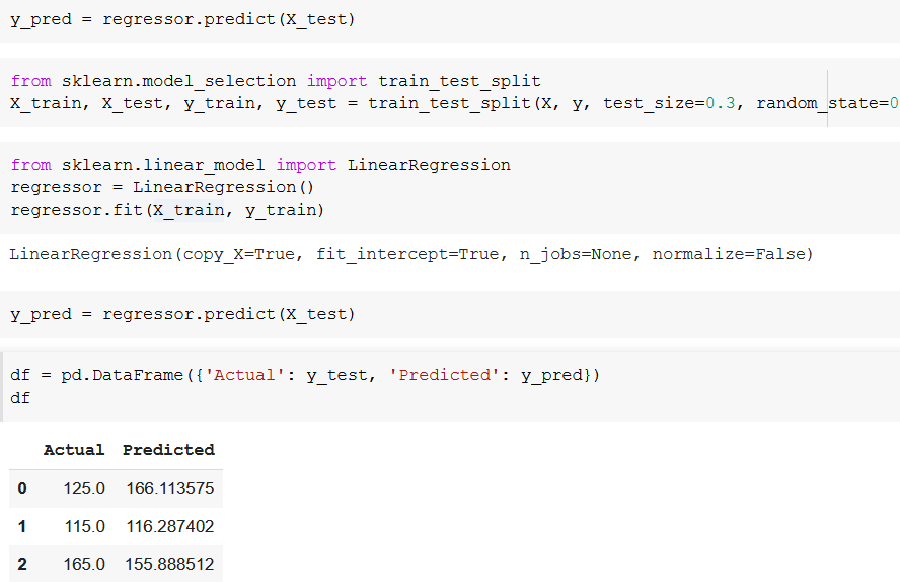 y_pred = regressor.predict(X_test)
from sklearn.model_selection import train_test_split
X_train, X_test, y_train, y_test = train_test_split(X, y, test_size=0.3, random_state=0
from sklearn.linear_model import LinearRegression
regressor = LinearRegression()
regressor.fit(X_train, y_train)
LinearRegression(copy_X=True, fit_intercept=True, n_jobs=None, normalize=False)
y_pred = regressor.predict(X_test)
df = pd.DataFrame({'Actual': y_test, 'Predicted': y_pred})
df
Actual Predicted
0 125.0 166.113575
1 115.0 116.287402
2 165.0 155.888512